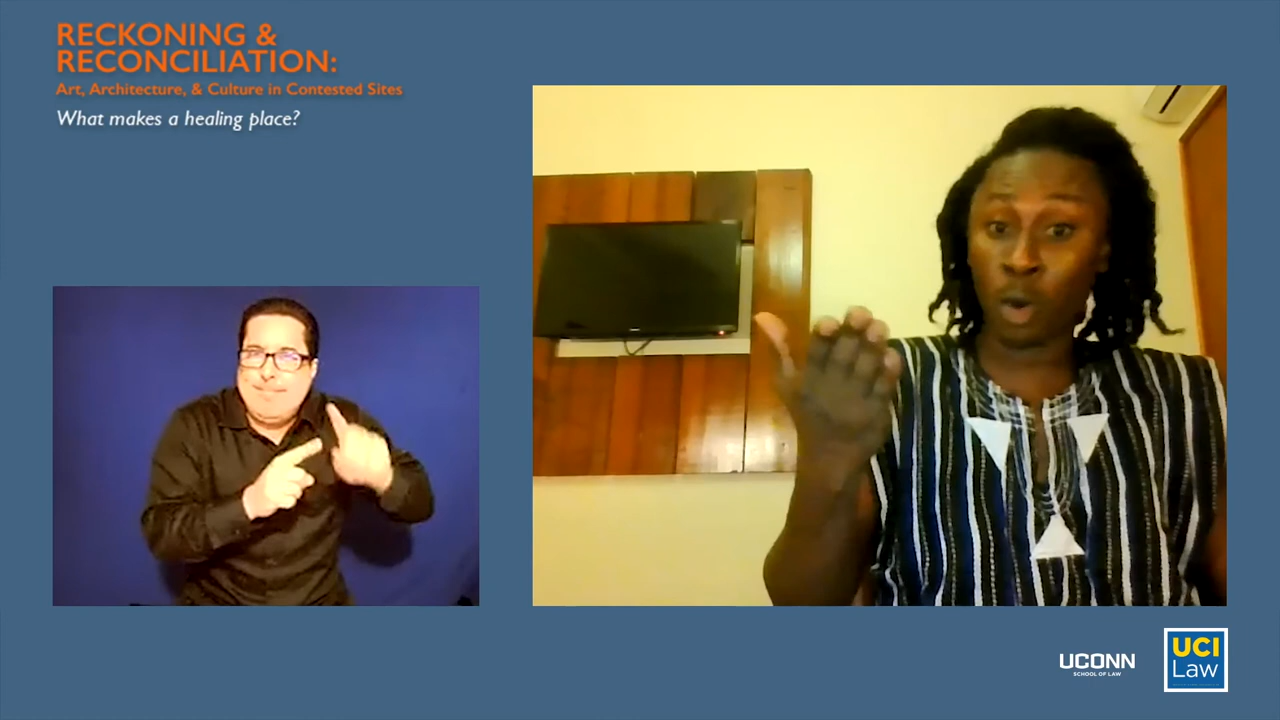 RECKONING &
RECONCILIATION:
Art, Architecture, & Culture in Contested Sites
What makes a healing place?
UCONN
SCHOOL OF LAW
UCI
Law